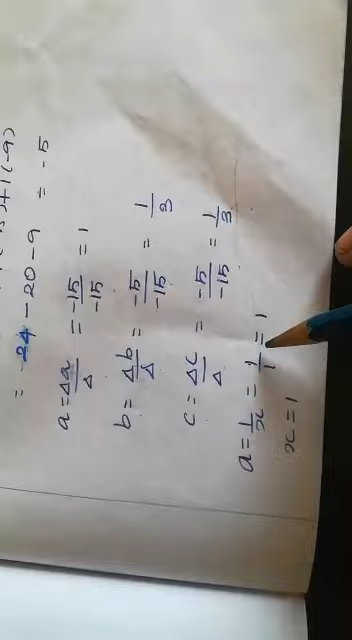 = 24 - 20 - 9 = -5
a = Δa/Δ = -15/-15 = 1
b = Δb/Δ = -5/-15 = 1/3
c = Δc/Δ = -5/-15 = 1/3
a = 1/x = 1/1 = 1
x = 1